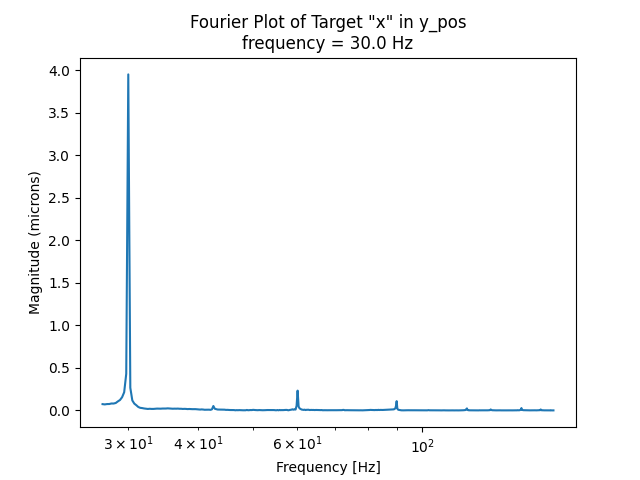 Fourier Plot of Target "x" in y_pos
frequency = 30.0 Hz
4.0
3.5
3.0
2.5
2.0
1.5
1.0
0.5
0.0
Magnitude (microns)
3 × 10¹ 4 × 10¹ 6 × 10¹ 10²
Frequency [Hz]